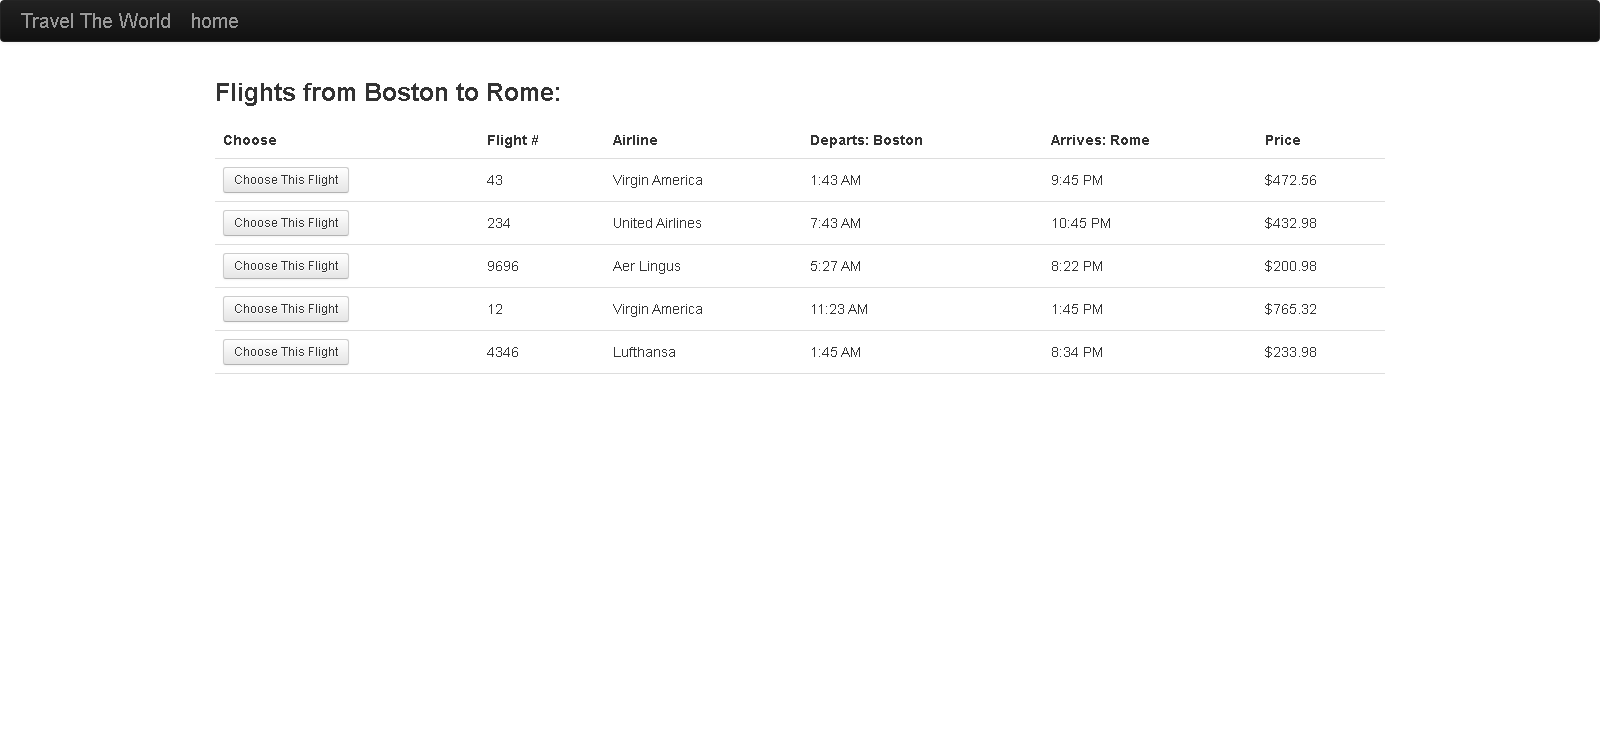 Travel The World home
Flights from Boston to Rome:
Choose Flight # Airline Departs: Boston Arrives: Rome Price
Choose This Flight 43 Virgin America 1:43 AM 9:45 PM $472.56
Choose This Flight 234 United Airlines 7:43 AM 10:45 PM $432.98
Choose This Flight 9696 Aer Lingus 5:27 AM 8:22 PM $200.98
Choose This Flight 12 Virgin America 11:23 AM 1:45 PM $765.32
Choose This Flight 4346 Lufthansa 1:45 AM 8:34 PM $233.98